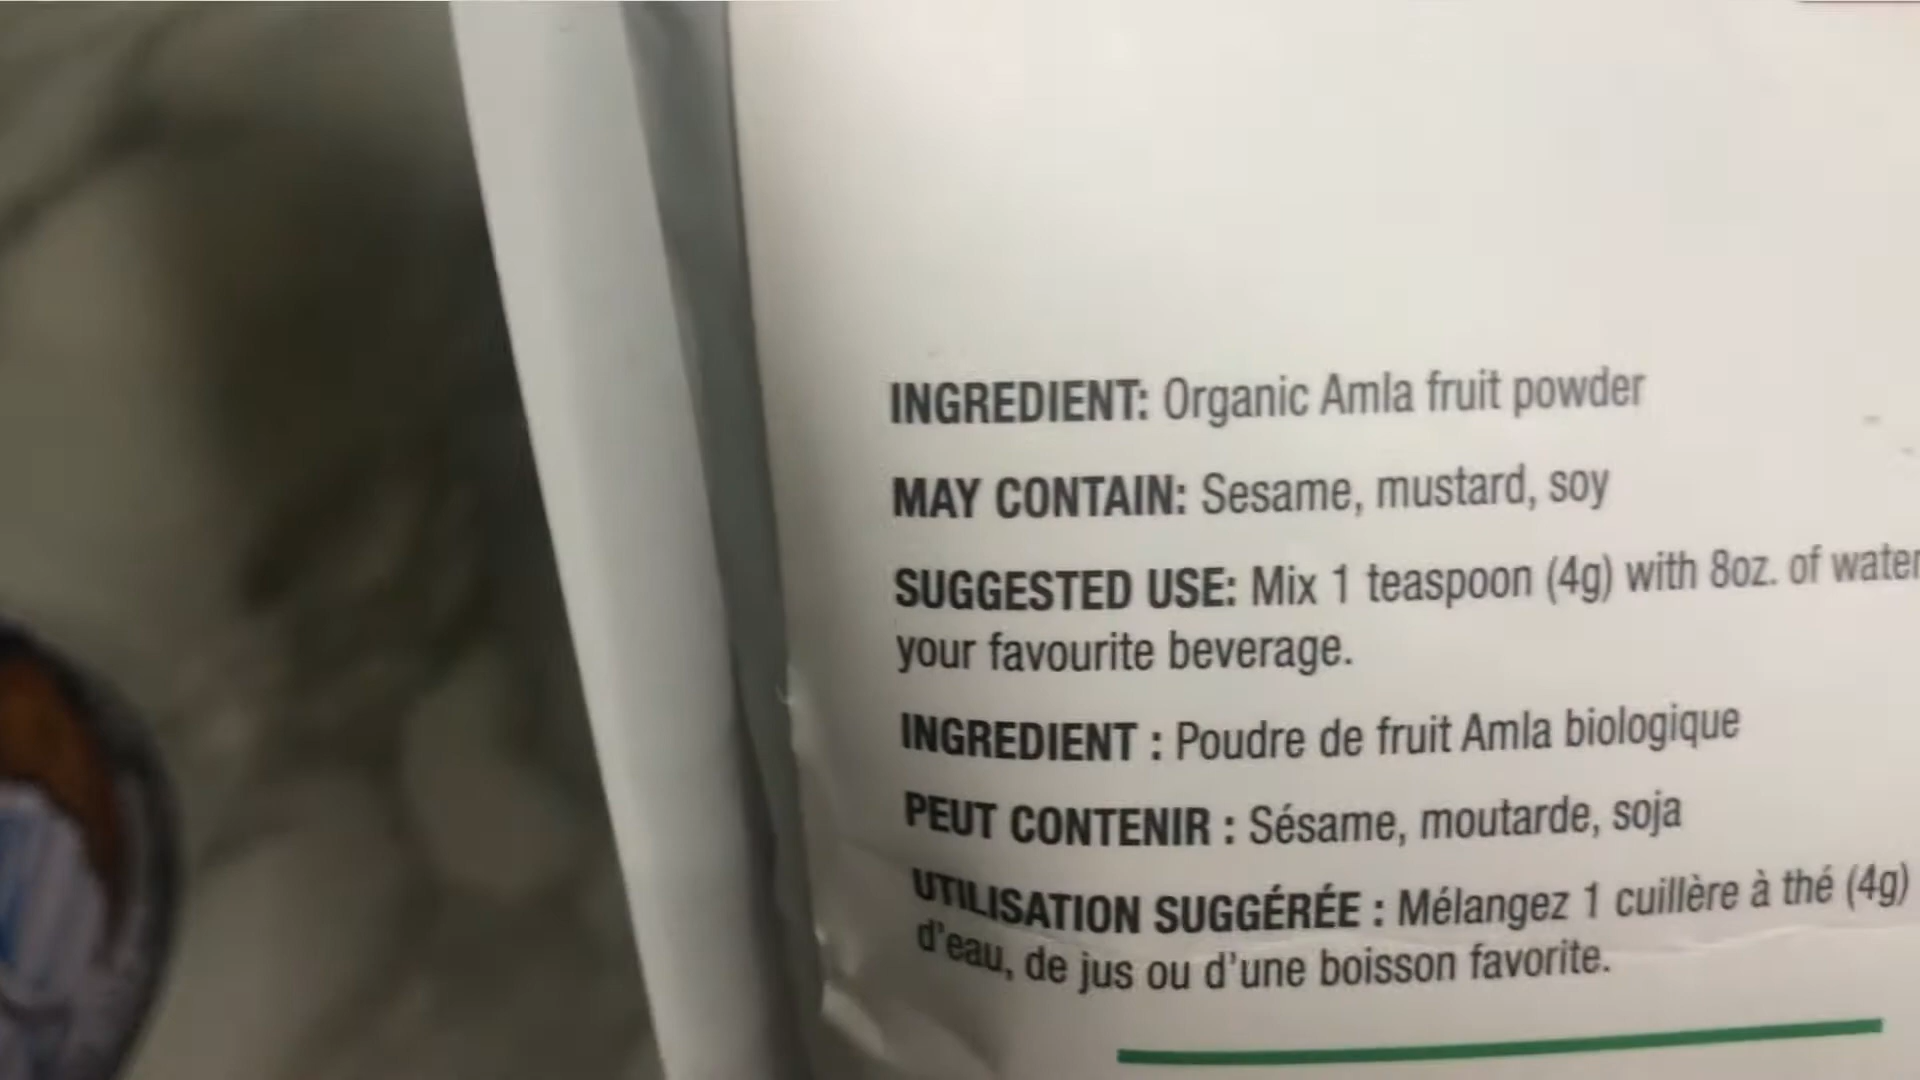 INGREDIENT: Organic Amla fruit powder
MAY CONTAIN: Sesame, mustard, soy
SUGGESTED USE: Mix 1 teaspoon (4g) with 8oz. of water
your favourite beverage.
INGREDIENT : Poudre de fruit Amla biologique
PEUT CONTENIR : Sésame, moutarde, soja
UTILISATION SUGGÉRÉE : Mélangez 1 cuillère à thé (4g)
d'eau, de jus ou d'une boisson favorite.